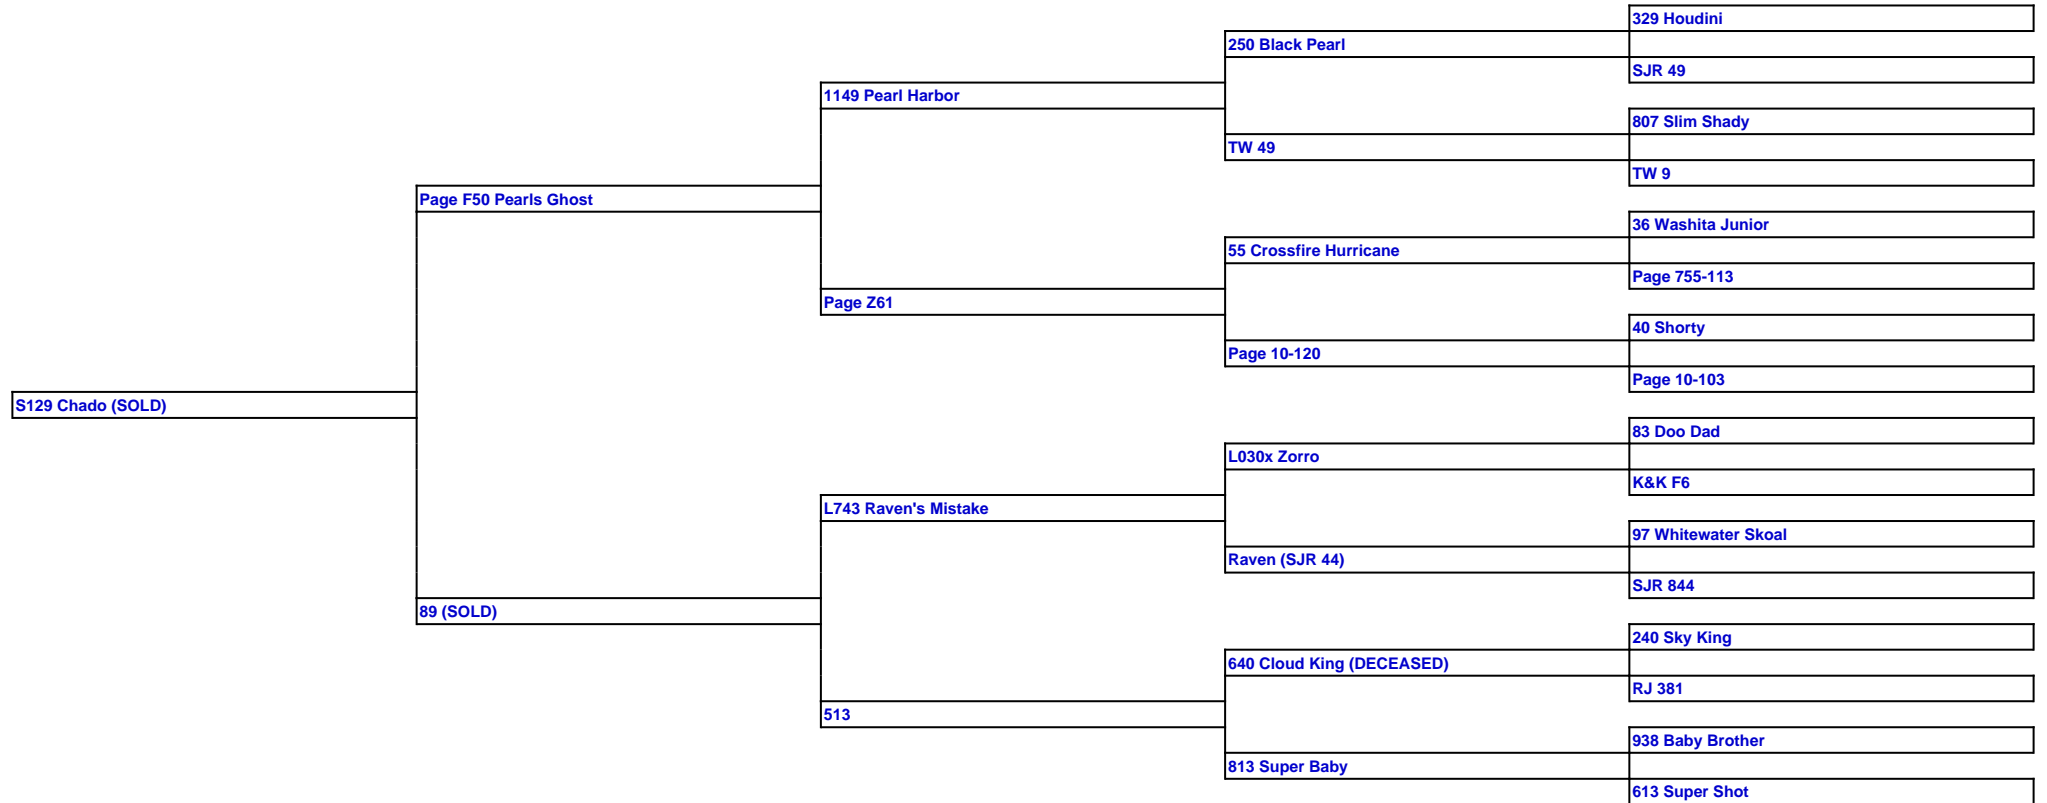 329 Houdini
250 Black Pearl
SJR 49
1149 Pearl Harbor
807 Slim Shady
TW 49
TW 9
Page F50 Pearls Ghost
36 Washita Junior
55 Crossfire Hurricane
Page 755-113
Page Z61
40 Shorty
Page 10-120
Page 10-103
S129 Chado (SOLD)
83 Doo Dad
L030x Zorro
K&K F6
L743 Raven's Mistake
97 Whitewater Skoal
Raven (SJR 44)
SJR 844
89 (SOLD)
240 Sky King
640 Cloud King (DECEASED)
RJ 381
513
938 Baby Brother
813 Super Baby
613 Super Shot